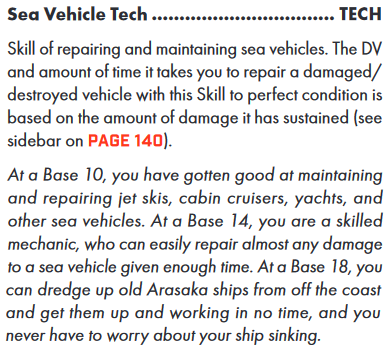 Sea Vehicle Tech ................................. TECH
Skill of repairing and maintaining sea vehicles. The DV
and amount of time it takes you to repair a damaged/
destroyed vehicle with this Skill to perfect condition is
based on the amount of damage it has sustained (see
sidebar on PAGE 140).
At a Base 10, you have gotten good at maintaining
and repairing jet skis, cabin cruisers, yachts, and
other sea vehicles. At a Base 14, you are a skilled
mechanic, who can easily repair almost any damage
to a sea vehicle given enough time. At a Base 18, you
can dredge up old Arasaka ships from off the coast
and get them up and working in no time, and you
never have to worry about your ship sinking.